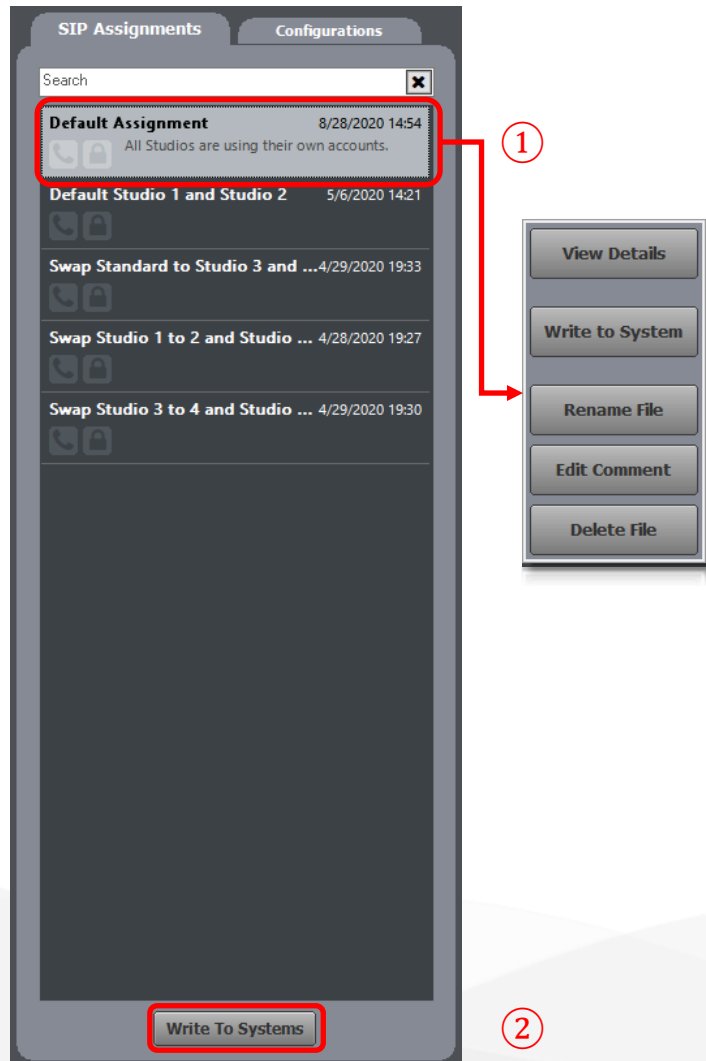 SIP Assignments Configurations
Search
Default Assignment 8/28/2020 14:54
All Studios are using their own accounts.
Default Studio 1 and Studio 2 5/6/2020 14:21
Swap Standard to Studio 3 and ...4/29/2020 19:33
Swap Studio 1 to 2 and Studio ... 4/28/2020 19:27
Swap Studio 3 to 4 and Studio ... 4/29/2020 19:30
Write To Systems
①
View Details
Write to System
Rename File
Edit Comment
Delete File
②